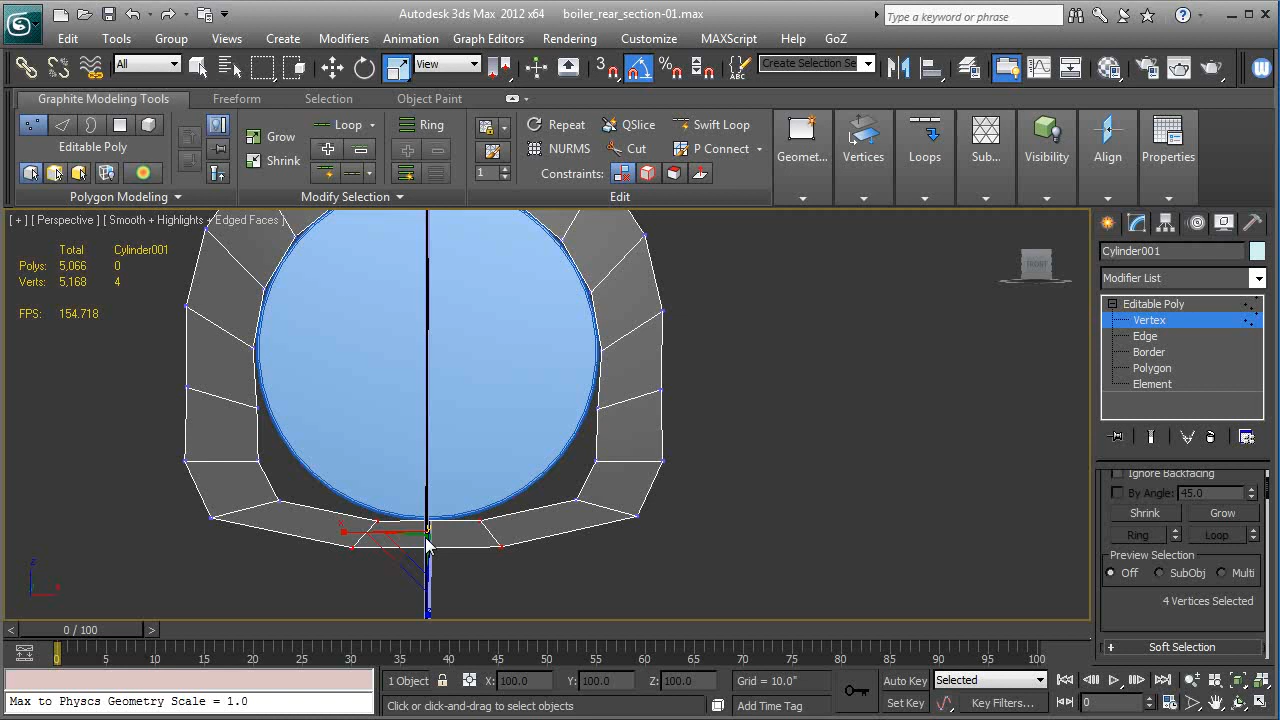 Autodesk 3ds Max 2012 x64 boiler_rear_section-01.max
Type a keyword or phrase
Edit Tools Group Views Create Modifiers Animation Graph Editors Rendering Customize MAXScript Help GoZ
All View 3 Create Selection Se
Graphite Modeling Tools Freeform Selection Object Paint
Editable Poly
Polygon Modeling
Grow
Shrink
Loop
Ring
Modify Selection
1
Repeat QSlice Swift Loop
NURMS Cut P Connect
Constraints:
Edit
Geomet... Vertices Loops Sub... Visibility Align Properties
[ + ] [ Perspective ] [ Smooth + Highlights + Edged Faces ]
Total Cylinder001
Polys: 5,066 0
Verts: 5,168 4
FPS: 154.718
FRONT
z
x
x
Cylinder001
Modifier List
Editable Poly
Vertex
Edge
Border
Polygon
Element
Ignore Backfacing
By Angle: 45.0
Shrink Grow
Ring Loop
Preview Selection
Off SubObj Multi
4 Vertices Selected
+ Soft Selection
< 0 / 100 >
0 5 10 15 20 25 30 35 40 45 50 55 60 65 70 75 80 85 90 95 100
1 Object X: 100.0 Y: 100.0 Z: 100.0 Grid = 10.0" Auto Key Selected
Max to Physcs Geometry Scale = 1.0
Click or click-and-drag to select objects Add Time Tag Set Key Key Filters... 0